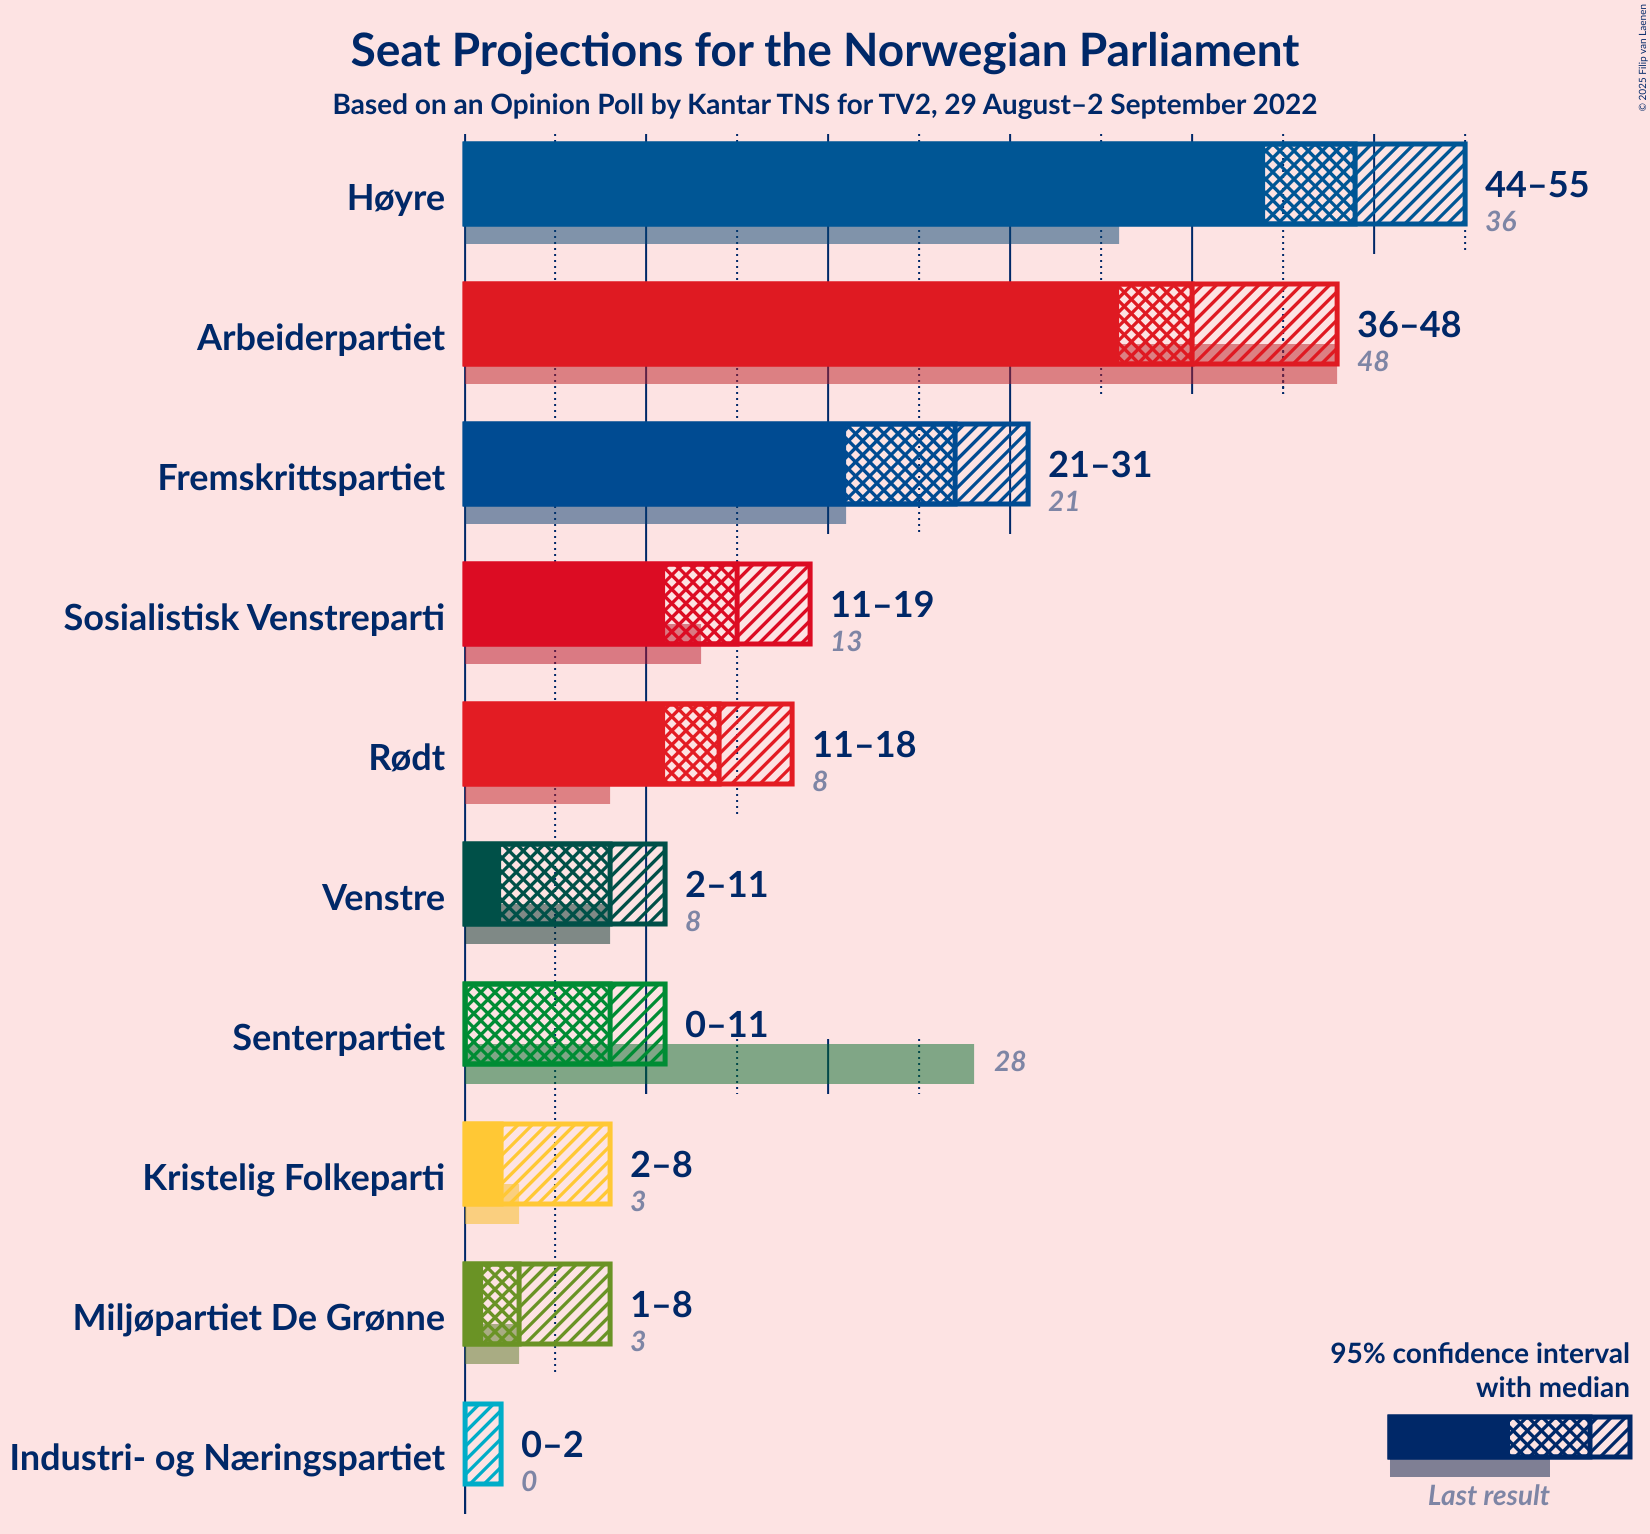 Seat Projections for the Norwegian Parliament
Based on an Opinion Poll by Kantar TNS for TV2, 29 August–2 September 2022
© 2025 Filip van Laenen
Høyre
44–55
36
Arbeiderpartiet
36–48
48
Fremskrittspartiet
21–31
21
Sosialistisk Venstreparti
11–19
13
Rødt
11–18
8
Venstre
2–11
8
Senterpartiet
0–11
28
Kristelig Folkeparti
2–8
3
Miljøpartiet De Grønne
1–8
3
Industri- og Næringspartiet
0–2
0
95% confidence interval
with median
Last result